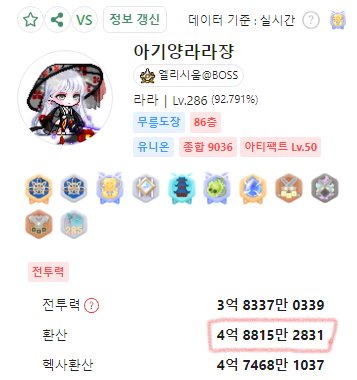 VS 정보 갱신 데이터 기준 : 실시간 ?
아기양라라쟝
엘리시움@BOSS
라라 | Lv.286 (92.791%)
무릉도장 86층
유니온 종합 9036 아티팩트 Lv.50
전투력
전투력 ? 3억 8337만 0339
환산 4억 8815만 2831
헥사환산 4억 7468만 1037